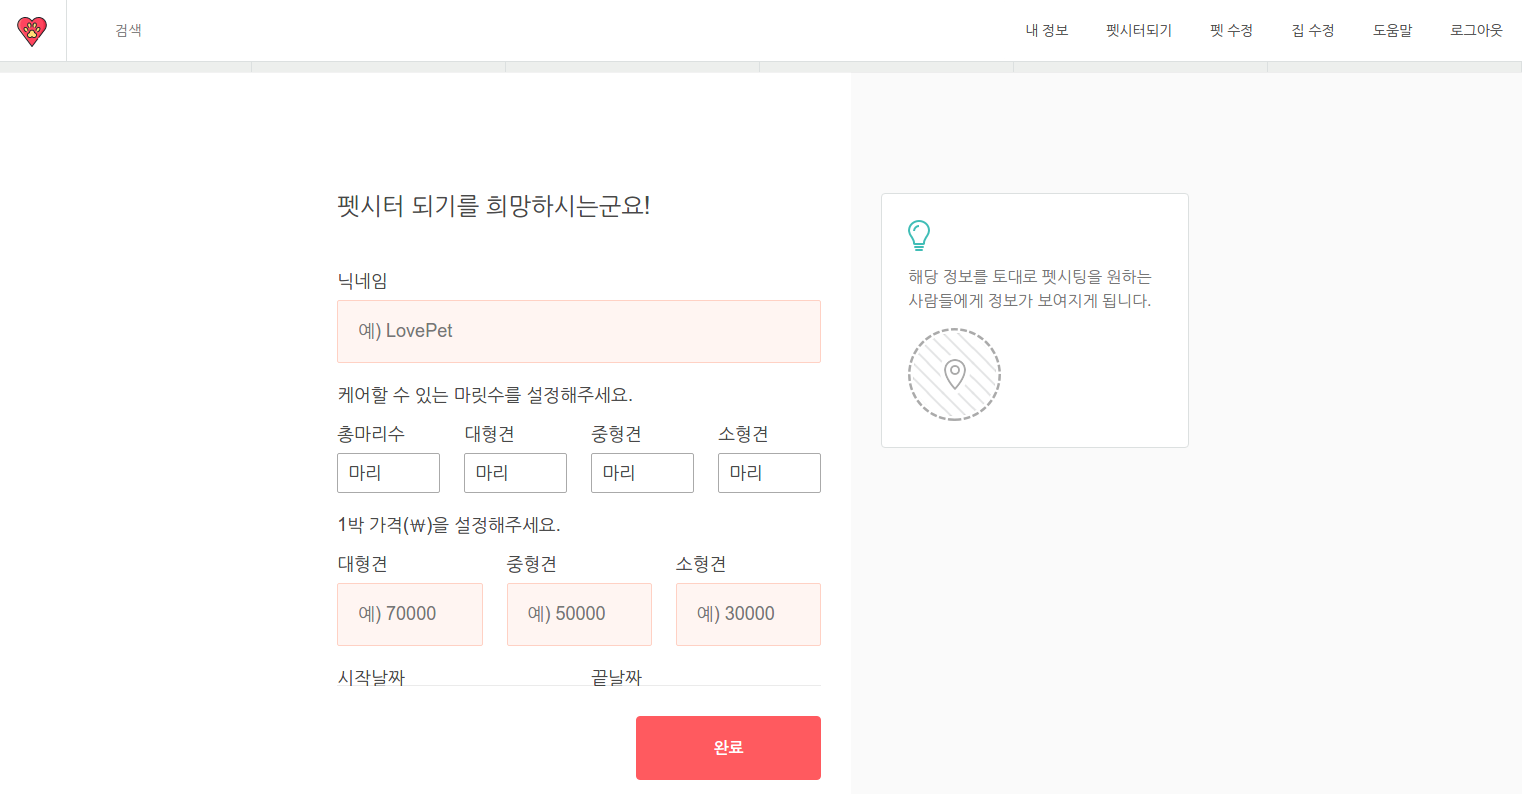 검색
내 정보
펫시터되기
펫 수정
집 수정
도움말
로그아웃
펫시터 되기를 희망하시는군요!
닉네임
예) LovePet
케어할 수 있는 마릿수를 설정해주세요.
총마리수 대형견 중형견 소형견
마리 마리 마리 마리
1박 가격(₩)을 설정해주세요.
대형견 중형견 소형견
예) 70000 예) 50000 예) 30000
시작날짜 끝날짜
완료
해당 정보를 토대로 펫시팅을 원하는
사람들에게 정보가 보여지게 됩니다.